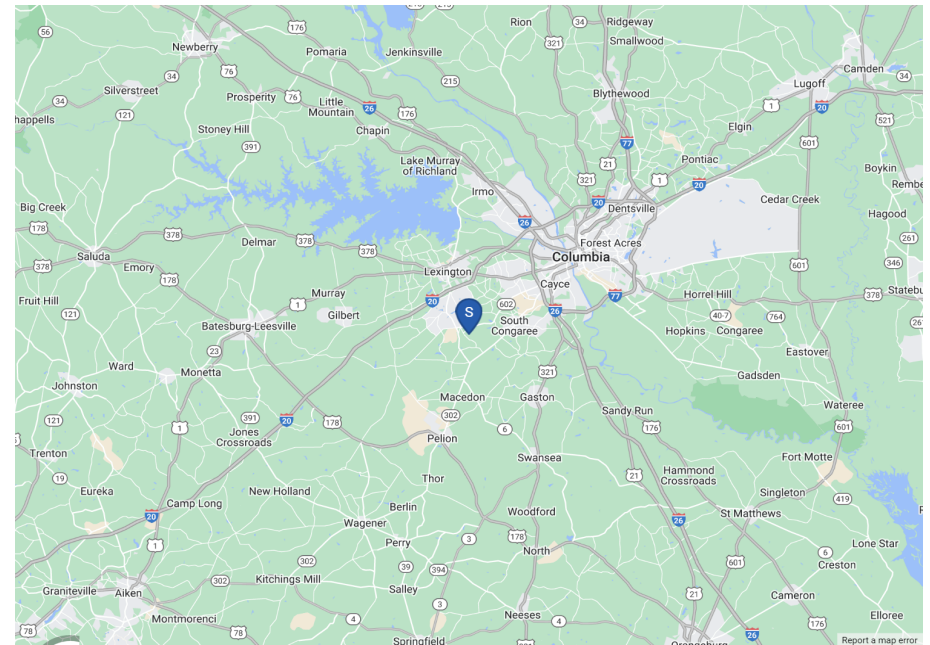 Rion
34
Ridgeway
321
Smallwood
56
176
Newberry
Pomaria
Jenkinsville
76
215
34
Silverstreet
Prosperity
76
Little
Mountain
26
176
Blythewood
Lugoff
Camden
1
20
34
34
121
happells
Chapin
77
Elgin
521
Stoney Hill
391
21
Pontiac
601
Lake Murray
of Richland
Irmo
321
1
20
Boykin
Rembe
20
Dentsville
Cedar Creek
Big Creek
178
378
26
Hagood
Delmar
378
378
Forest Acres
261
Saluda
378
Emory
178
Columbia
Lexington
601
346
Cayce
Statebu
Fruit Hill
121
Murray
1
Gilbert
20
S
602
26
77
Horrel Hill
378
40-7
764
26
Batesburg-Leesville
South
Congaree
Hopkins
Congaree
23
Eastover
Ward
Monetta
321
Gadsden
Johnston
Macedon
Gaston
Wateree
121
1
391
20
178
302
6
Sandy Run
176
601
Jones
Crossroads
Pelion
Trenton
Swansea
Fort Motte
19
Thor
21
Hammond
Crossroads
Eureka
New Holland
Singleton
419
Camp Long
Berlin
Woodford
St Matthews
20
Wagener
26
1
Perry
3
178
North
Lone Star
6
Creston
302
39
394
601
302
Kitchings Mill
Salley
Graniteville
Aiken
21
Cameron
3
Montmorenci
4
Neeses
4
176
Elloree
78
78
Springfield
26
Orangeburg
Report a map error